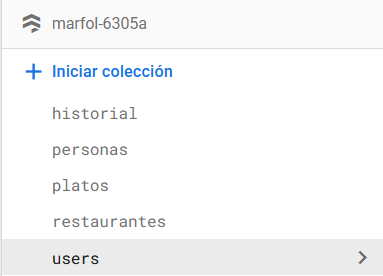 marfol-6305a
Iniciar colección
historial
personas
platos
restaurantes
users